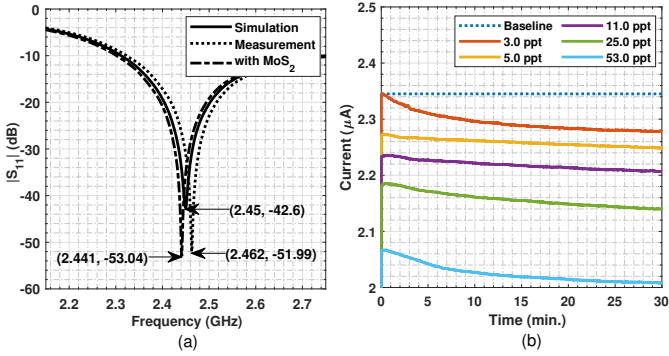 0
-10
-20
-30
-40
-50
-60
|S11| (dB)
Simulation
Measurement
with MoS2
(2.45, -42.6)
(2.441, -53.04)
(2.462, -51.99)
2.2 2.3 2.4 2.5 2.6 2.7
Frequency (GHz)
(a)
2.5
2.4
2.3
2.2
2.1
2
Current (μA)
Baseline
3.0 ppt
5.0 ppt
11.0 ppt
25.0 ppt
53.0 ppt
0 5 10 15 20 25 30
Time (min.)
(b)